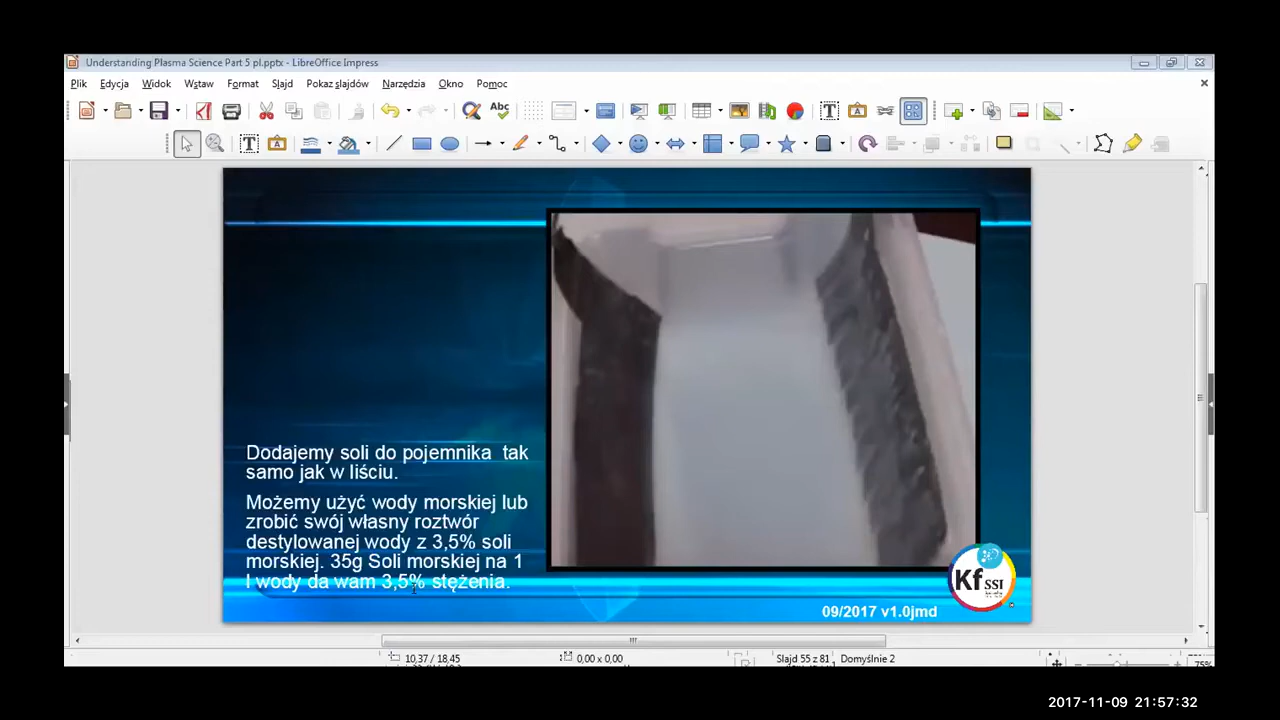 Understanding Plasma Science Part 5 pl.pptx - LibreOffice Impress
Plik Edycja Widok Wstaw Format Slajd Pokaz slajdów Narzędzia Okno Pomoc
Abc
Dodajemy soli do pojemnika tak
samo jak w liściu.
Możemy użyć wody morskiej lub
zrobić swój własny roztwór
destylowanej wody z 3,5% soli
morskiej. 35g Soli morskiej na 1
l wody da wam 3,5% stężenia.
Kf SSI
09/2017 v1.0jmd
10,37 / 18,45 0,00 x 0,00 Slajd 55 z 81 Domyślnie 2 75%
2017-11-09 21:57:32